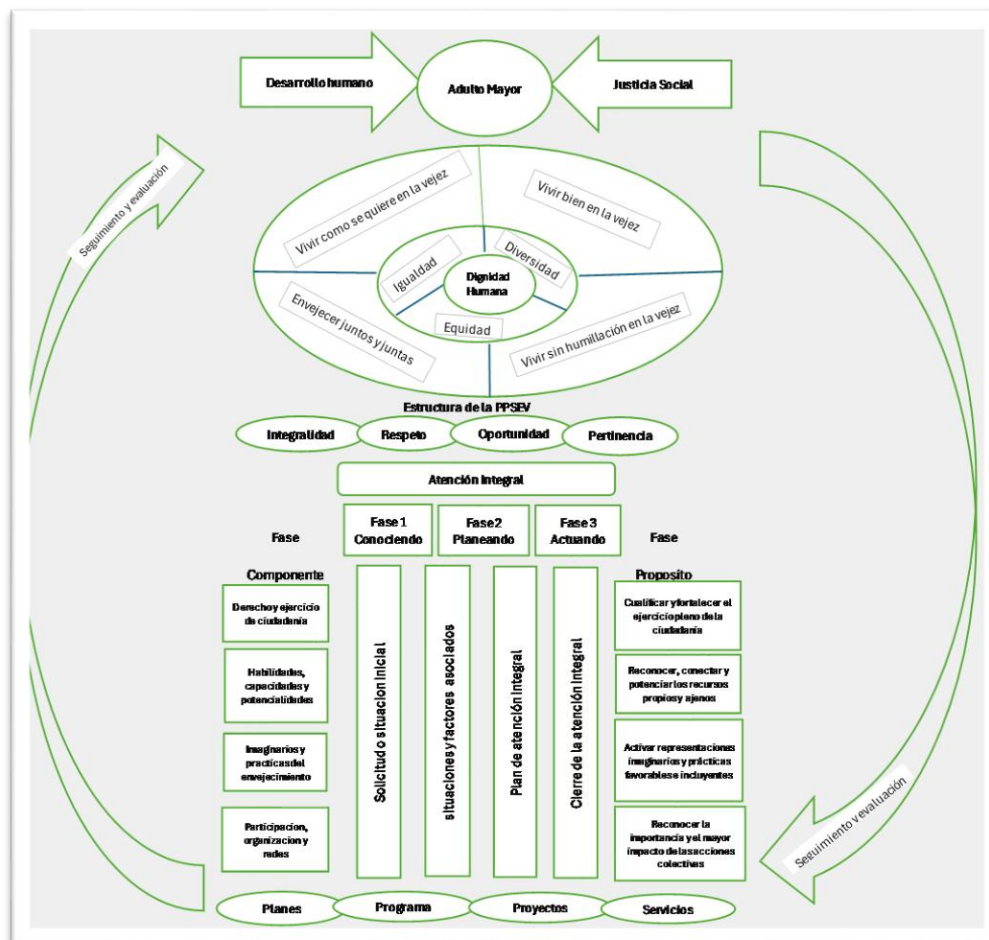 Desarrollo humano
Adulto Mayor
Justicia Social
Seguimiento y evaluación
Vivir como se quiere en la vejez
Vivir bien en la vejez
Igualdad
Diversidad
Dignidad
Humana
Equidad
Envejecer juntos y juntas
Vivir sin humillación en la vejez
Estructura de la PPSEV
Integralidad
Respeto
Oportunidad
Pertinencia
Atención Integral
Fase
Fase 1
Conociendo
Fase 2
Planeando
Fase 3
Actuando
Fase
Componente
Proposito
Derecho y ejercicio
de ciudadanía
Habilidades,
capacidades y
potencialidades
Imaginarios y
practicas del
envejecimiento
Participacion,
organizacion y
redes
Solicitud o situacion inicial
situaciones y factores asociados
Plan de atención integral
Cierre de la atención integral
Cualificar y fortalecer el
ejercicio pleno de la
ciudadanía
Reconocer, conectar y
potenciar los recursos
propios y ajenos
Activar representaciones
imaginarios y prácticas
favorables e incluyentes
Reconocer la
importancia y el mayor
impacto de las acciones
colectivas
Seguimiento y evaluación
Planes
Programa
Proyectos
Servicios